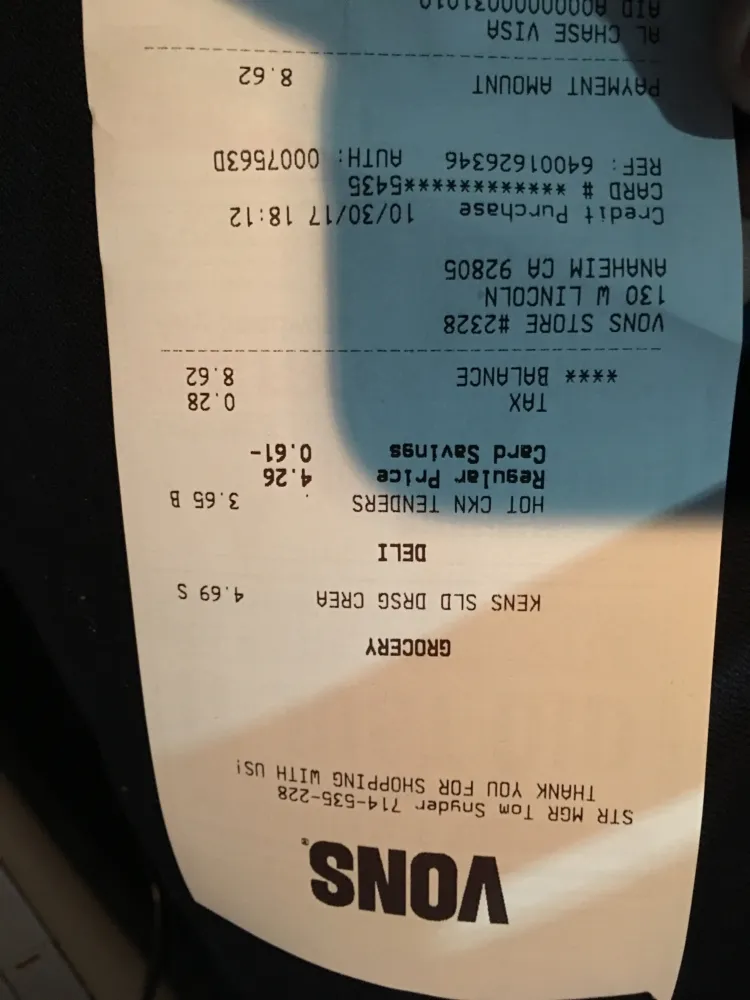 VONS
STR MGR Tom Snyder 714-535-228
THANK YOU FOR SHOPPING WITH US!
GROCERY
KENS SLD DRSG CREA 4.69 S
DELI
HOT CKN TENDERS 3.65 B
Regular Price 4.26
Card Savings 0.61-
TAX 0.28
**** BALANCE 8.62
VONS STORE #2328
130 W LINCOLN
ANAHEIM CA 92805
Credit Purchase 10/30/17 18:12
CARD # ************5435
REF: 64001626346 AUTH: 0007563D
PAYMENT AMOUNT 8.62
AL CHASE VISA
AID A0000000031010